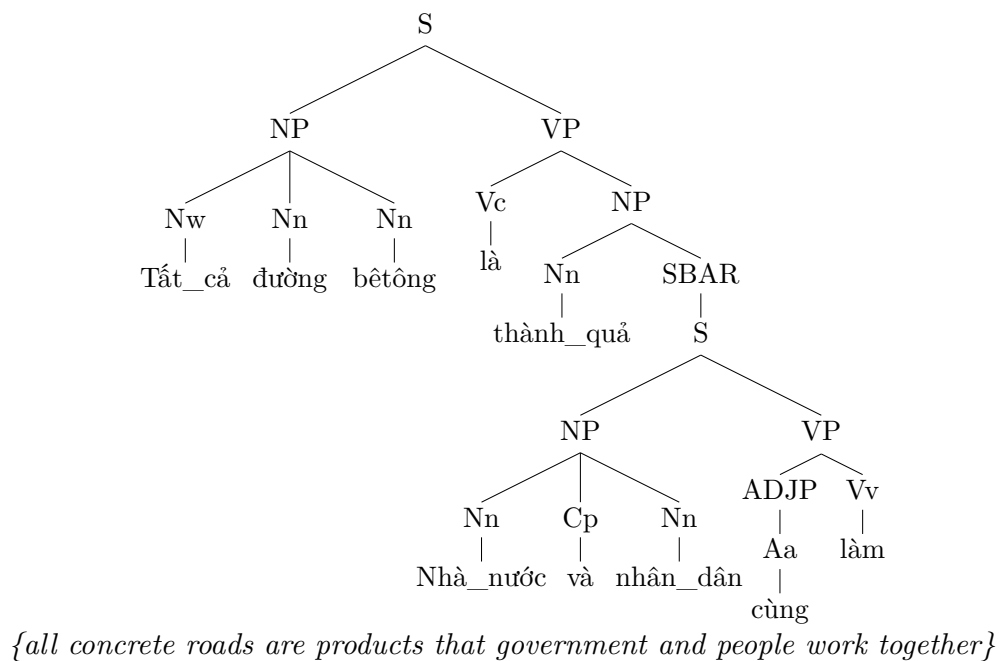 S
NP VP
Nw Nn Nn Vc NP
Tất_cả đường bêtông là Nn SBAR
thành_quả S
NP VP
Nn Cp Nn ADJP Vv
Nhà_nước và nhân_dân Aa làm
cùng
{all concrete roads are products that government and people work together}